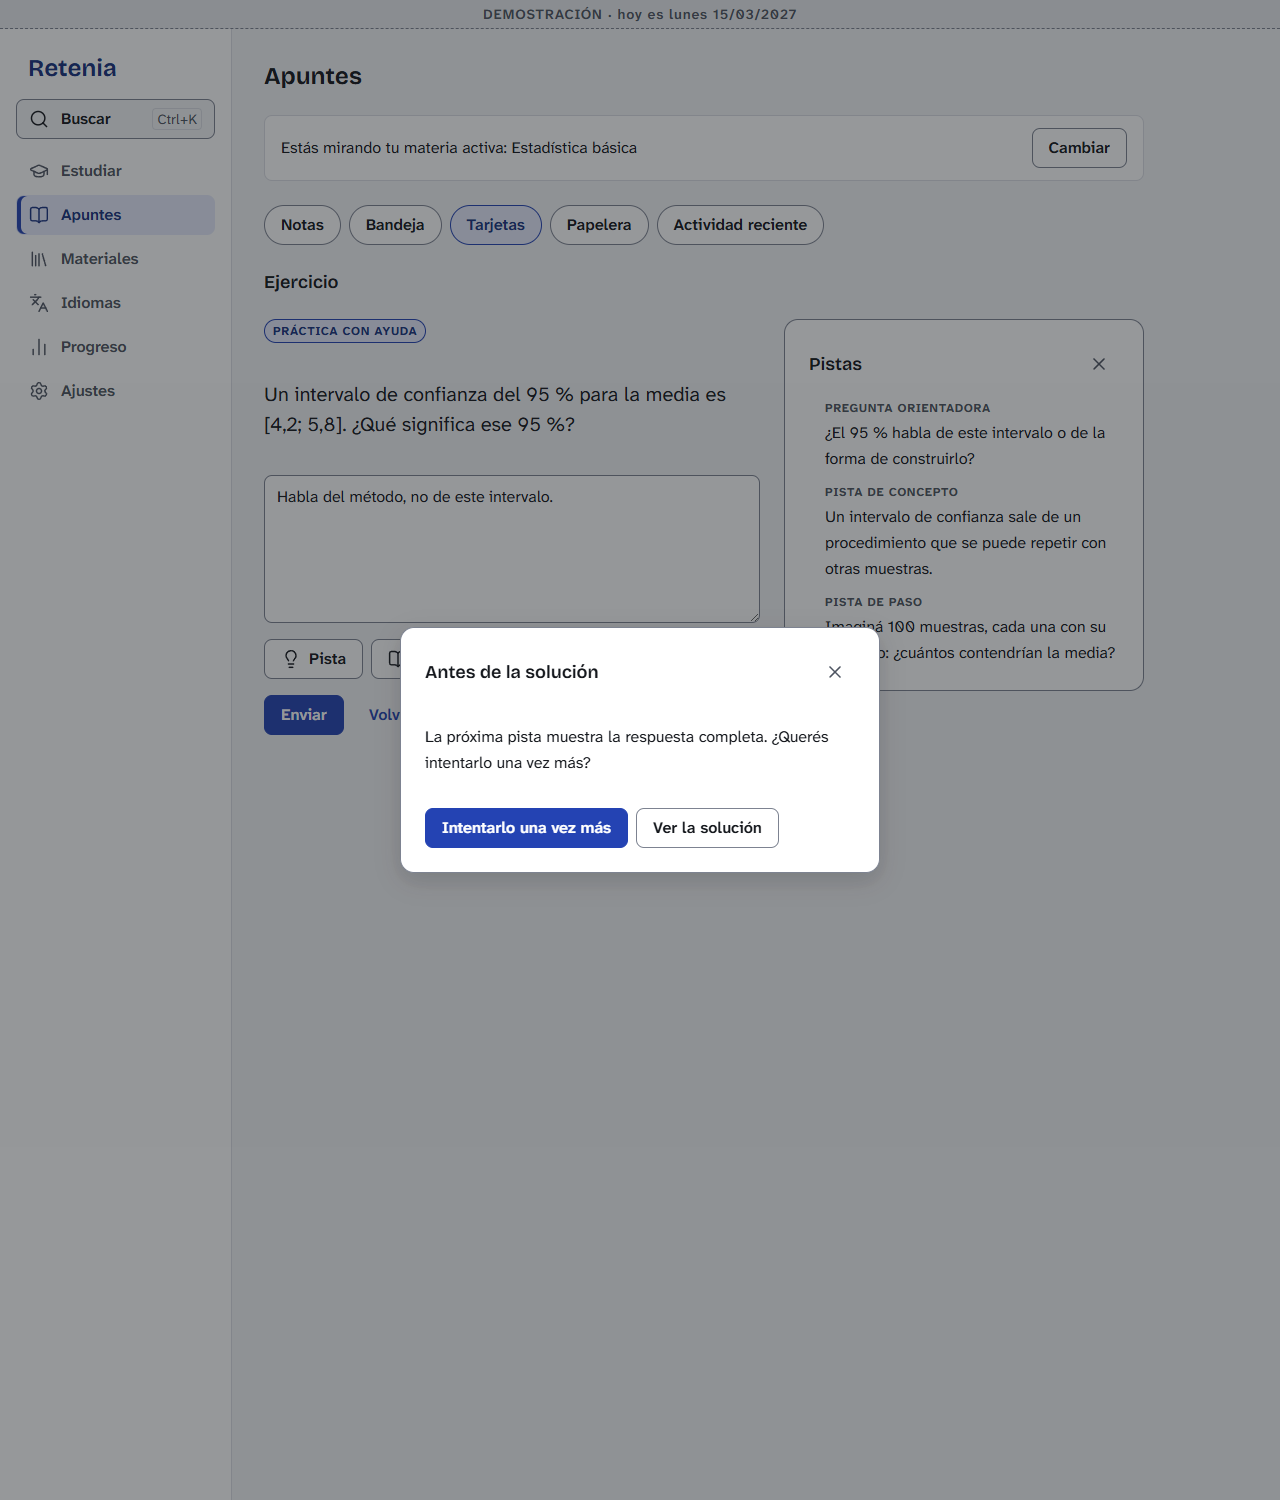 DEMOSTRACIÓN · hoy es lunes 15/03/2027
Retenia
Buscar Ctrl+K
Estudiar
Apuntes
Materiales
Idiomas
Progreso
Ajustes
Apuntes
Estás mirando tu materia activa: Estadística básica
Cambiar
Notas Bandeja Tarjetas Papelera Actividad reciente
Ejercicio
PRÁCTICA CON AYUDA
Un intervalo de confianza del 95 % para la media es
[4,2; 5,8]. ¿Qué significa ese 95 %?
Habla del método, no de este intervalo.
Pista
Enviar
Pistas
PREGUNTA ORIENTADORA
¿El 95 % habla de este intervalo o de la
forma de construirlo?
PISTA DE CONCEPTO
Un intervalo de confianza sale de un
procedimiento que se puede repetir con
otras muestras.
PISTA DE PASO
Imaginá 100 muestras, cada una con su
¿cuántos contendrían la media?
Antes de la solución
La próxima pista muestra la respuesta completa. ¿Querés
intentarlo una vez más?
Intentarlo una vez más
Ver la solución